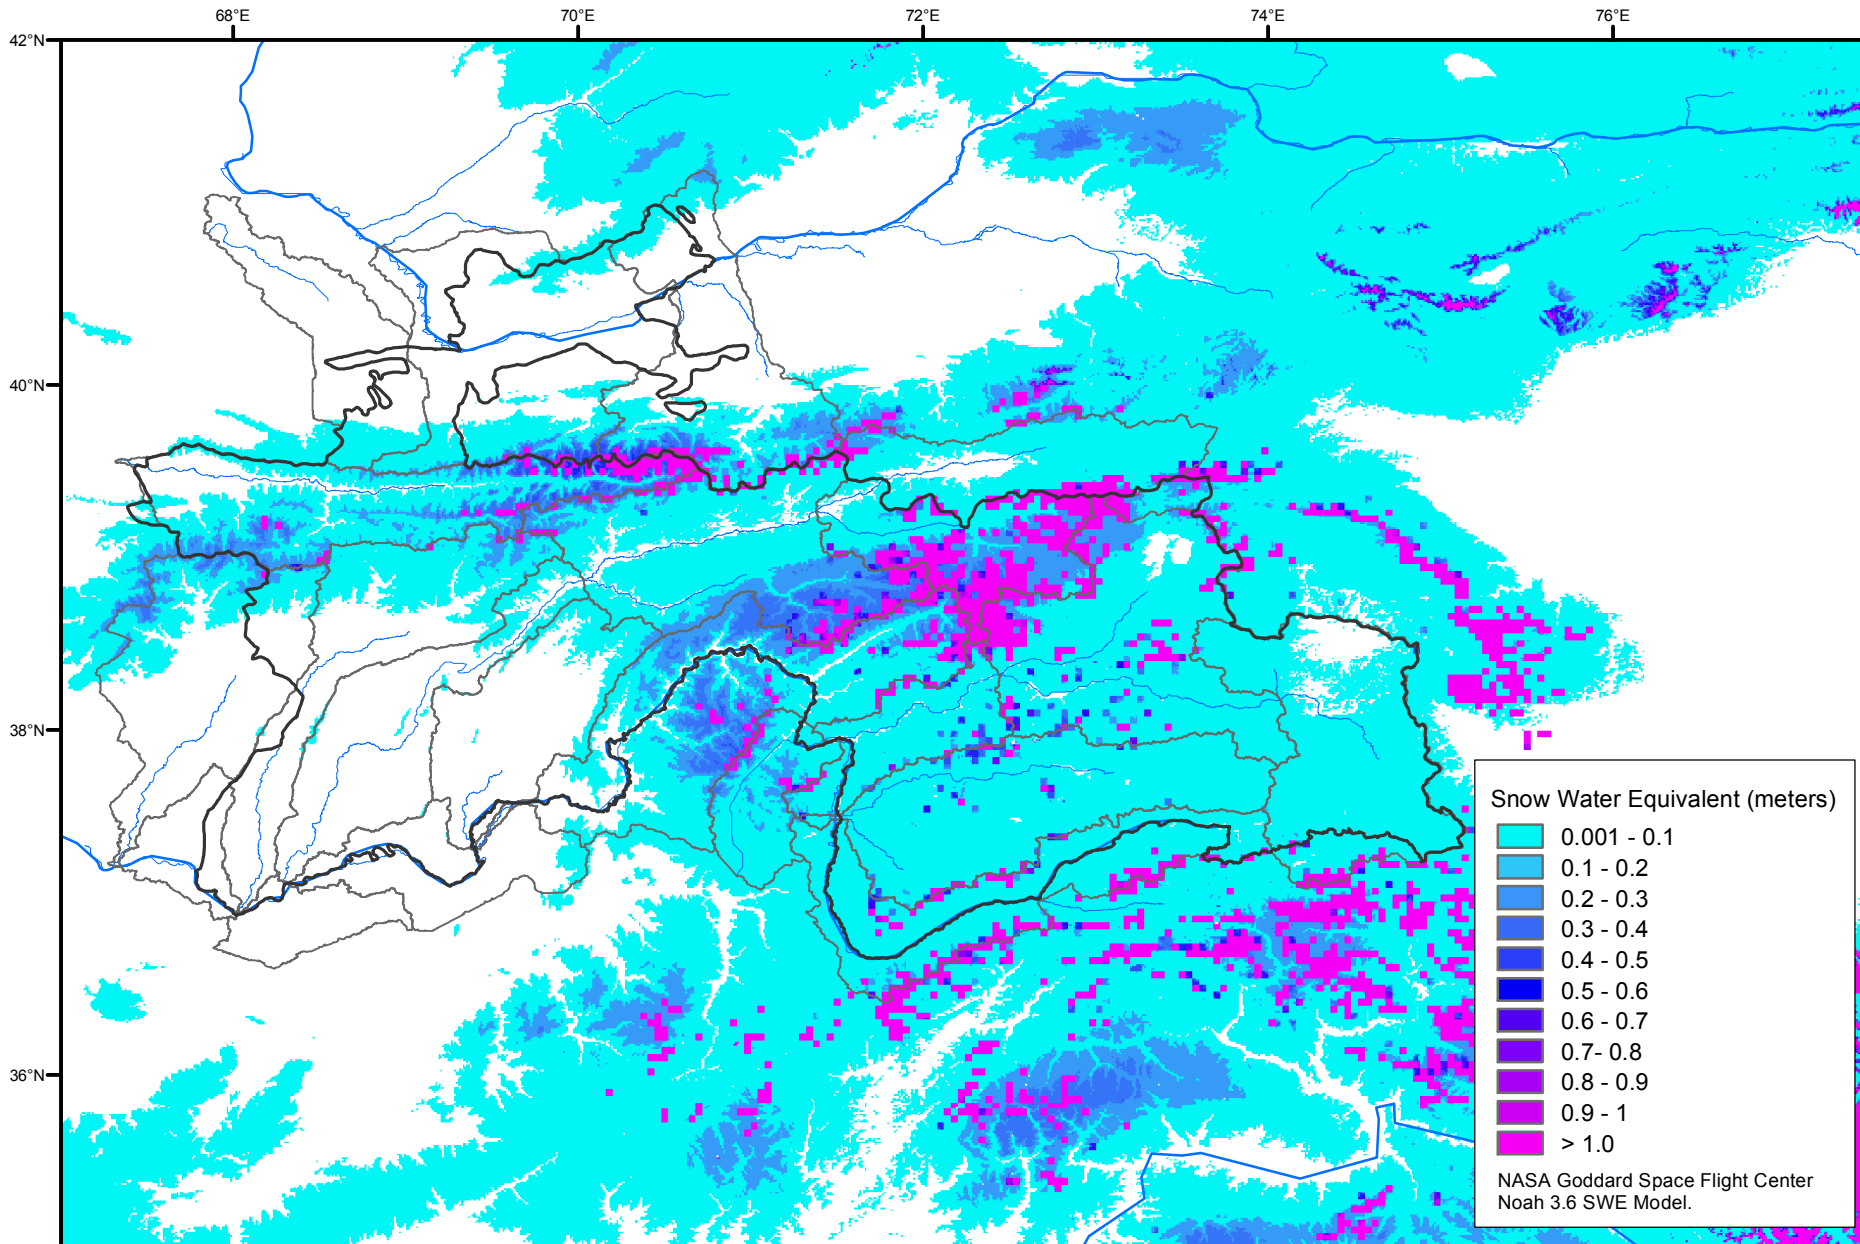 68°E 70°E 72°E 74°E 76°E
42°N
40°N
38°N
36°N
Snow Water Equivalent (meters)
0.001 - 0.1
0.1 - 0.2
0.2 - 0.3
0.3 - 0.4
0.4 - 0.5
0.5 - 0.6
0.6 - 0.7
0.7- 0.8
0.8 - 0.9
0.9 - 1
> 1.0
NASA Goddard Space Flight Center
Noah 3.6 SWE Model.